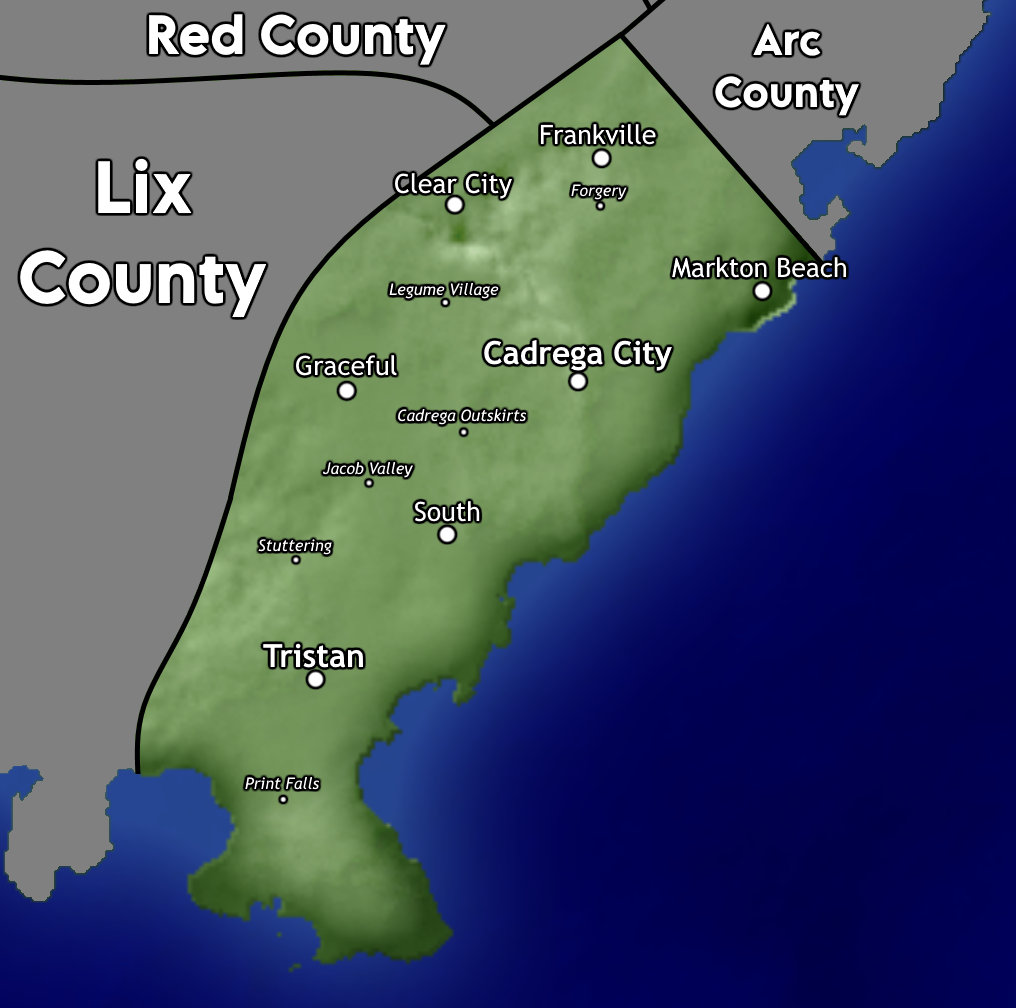 Red County
Arc
County
Frankville
Lix
County
Clear City
Forgery
Markton Beach
Legume Village
Cadrega City
Graceful
Cadrega Outskirts
Jacob Valley
South
Stuttering
Tristan
Print Falls